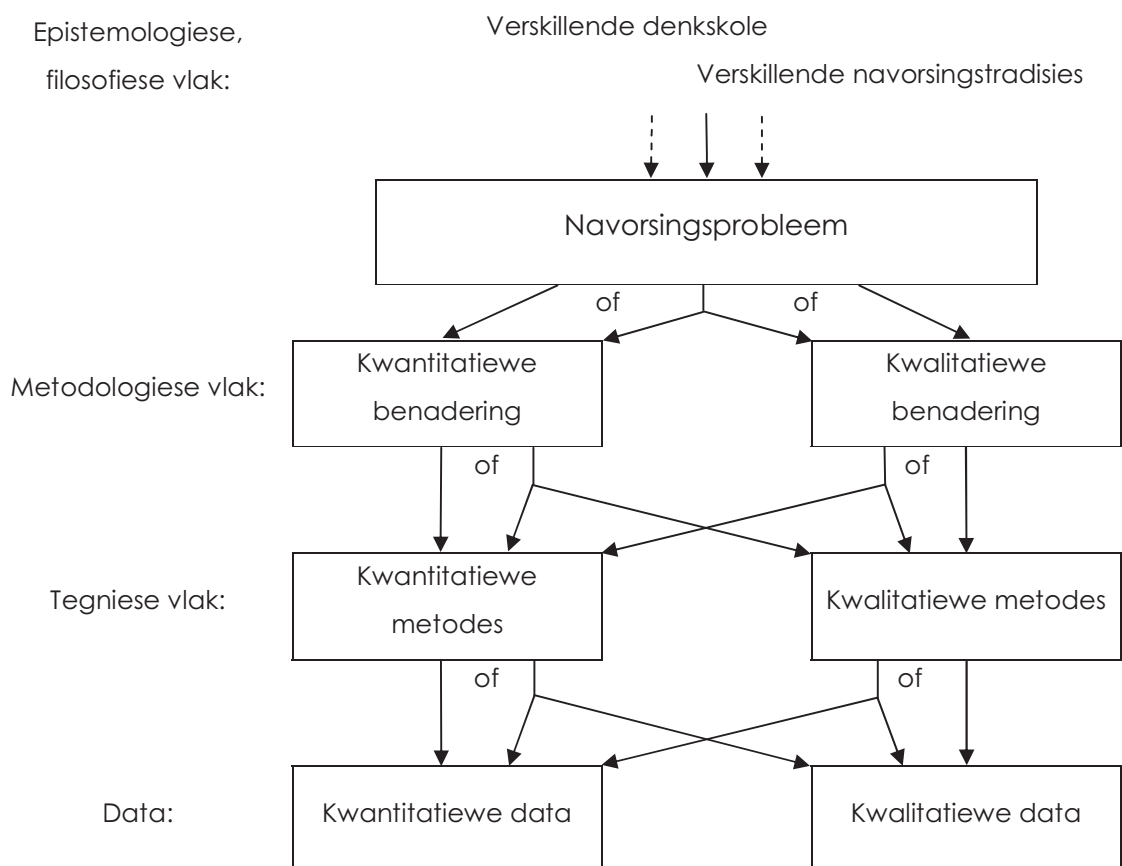 Epistemologiese,
filosofiese vlak:
Verskillende denkskole
Verskillende navorsingstradisies
Navorsingsprobleem
of
of
Metodologiese vlak:
Kwantitatiewe
benadering
Kwalitatiewe
benadering
of
of
Tegniese vlak:
Kwantitatiewe
metodes
Kwalitatiewe metodes
of
of
Data:
Kwantitatiewe data
Kwalitatiewe data